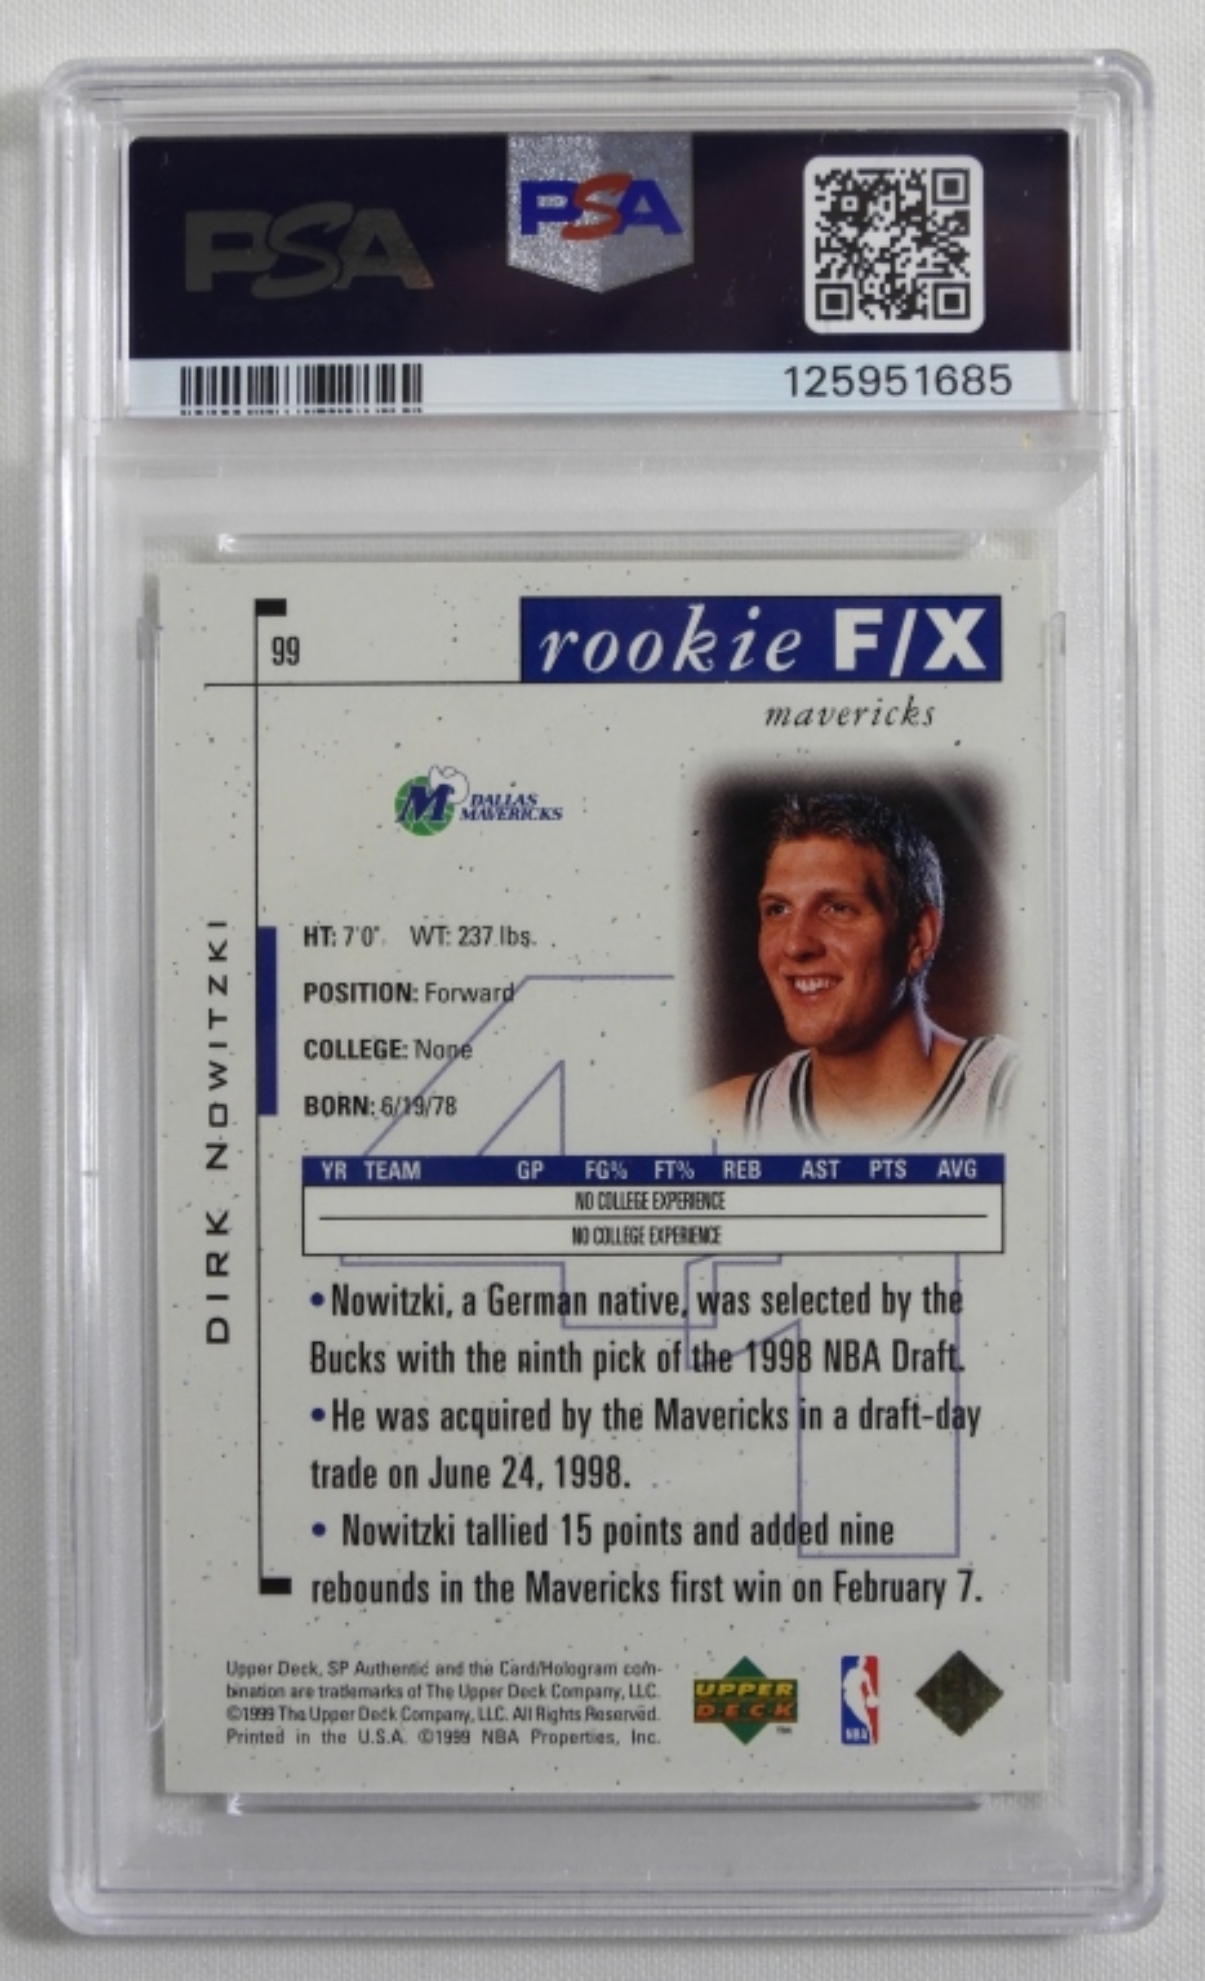 PSA
PSA
125951685
99
rookie F/X
mavericks
DALLAS
MAVERICKS
DIRK NOWITZKI
HT: 7'0". WT: 237 lbs.
POSITION: Forward
COLLEGE: None
BORN: 6/19/78
YR TEAM GP FG% FT% REB AST PTS AVG
NO COLLEGE EXPERIENCE
NO COLLEGE EXPERIENCE
•Nowitzki, a German native, was selected by the
Bucks with the ninth pick of the 1998 NBA Draft.
•He was acquired by the Mavericks in a draft-day
trade on June 24, 1998.
• Nowitzki tallied 15 points and added nine
rebounds in the Mavericks first win on February 7.
41
Upper Deck, SP Authentic and the Card/Hologram com-
bination are trademarks of The Upper Deck Company, LLC.
©1999 The Upper Deck Company, LLC. All Rights Reserved.
Printed in the U.S.A. ©1999 NBA Properties, Inc.
UPPER
DECK
NBA